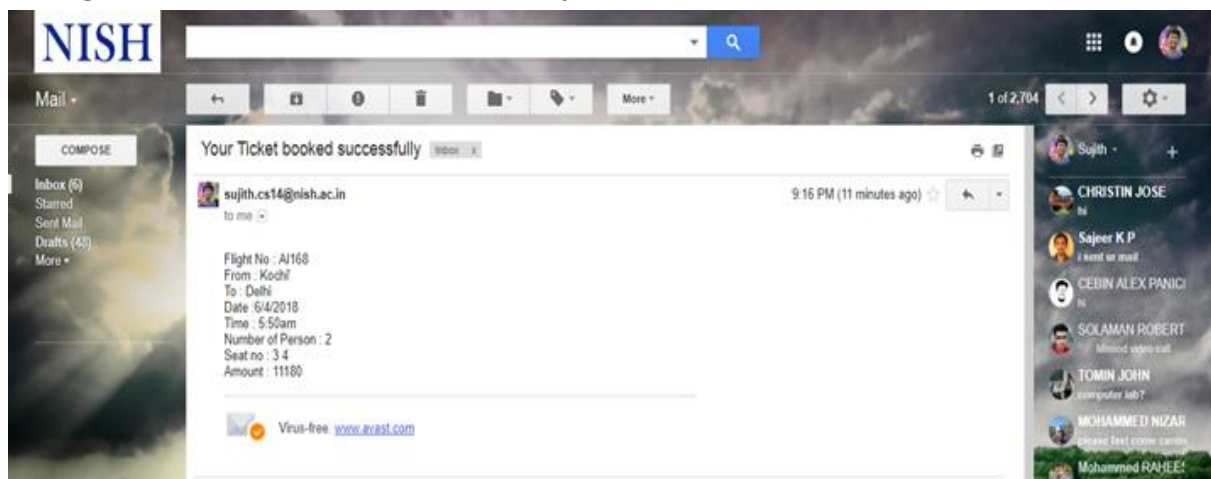 NISH
Mail
More
1 of 2,704
COMPOSE
Your Ticket booked successfully
Inbox x
Sujith
+
Inbox (6)
Starred
Sent Mail
Drafts (48)
More
sujith.cs14@nish.ac.in
to me
9:16 PM (11 minutes ago)
Flight No : AI168
From : Kochi
To : Delhi
Date :6/4/2018
Time : 5:50am
Number of Person : 2
Seat no : 3 4
Amount : 11180
Virus-free. www.avast.com
CHRISTIN JOSE
hi
Sajeer K P
i sent ur mail
CEBIN ALEX PANICI
hi
SOLAMAN ROBERT
Missed video call
TOMIN JOHN
computer lab?
MOHAMMED NIZAR
please fast come
Mohammed RAHEE